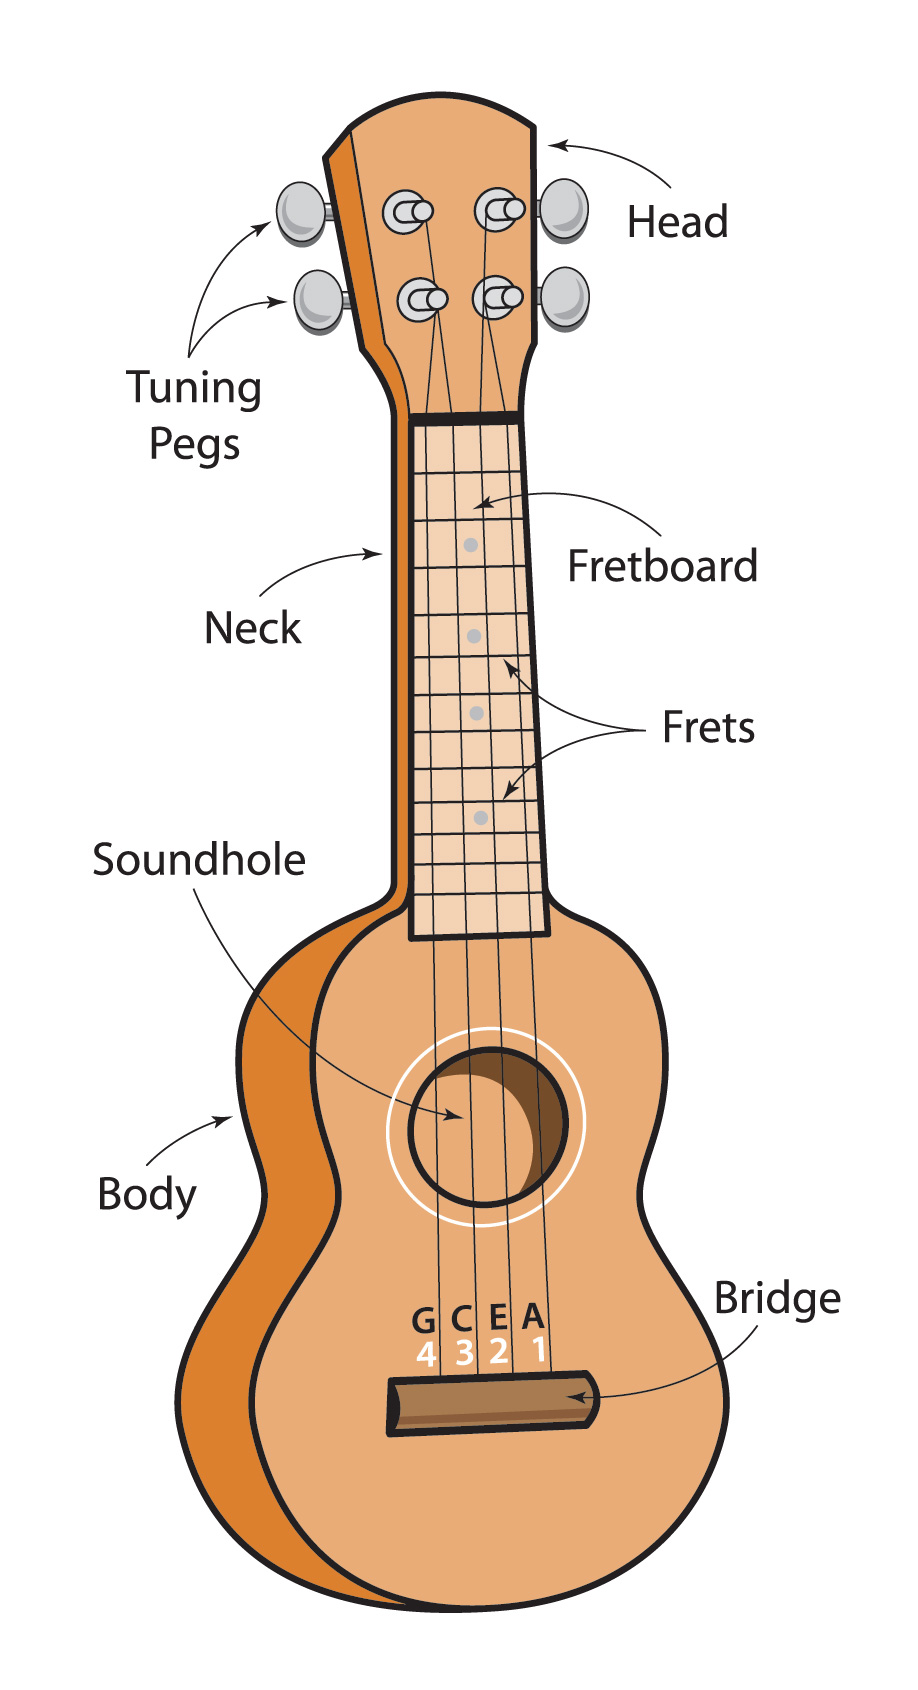 Head
Tuning
Pegs
Fretboard
Neck
Frets
Soundhole
Body
Bridge
G C E A
4 3 2 1